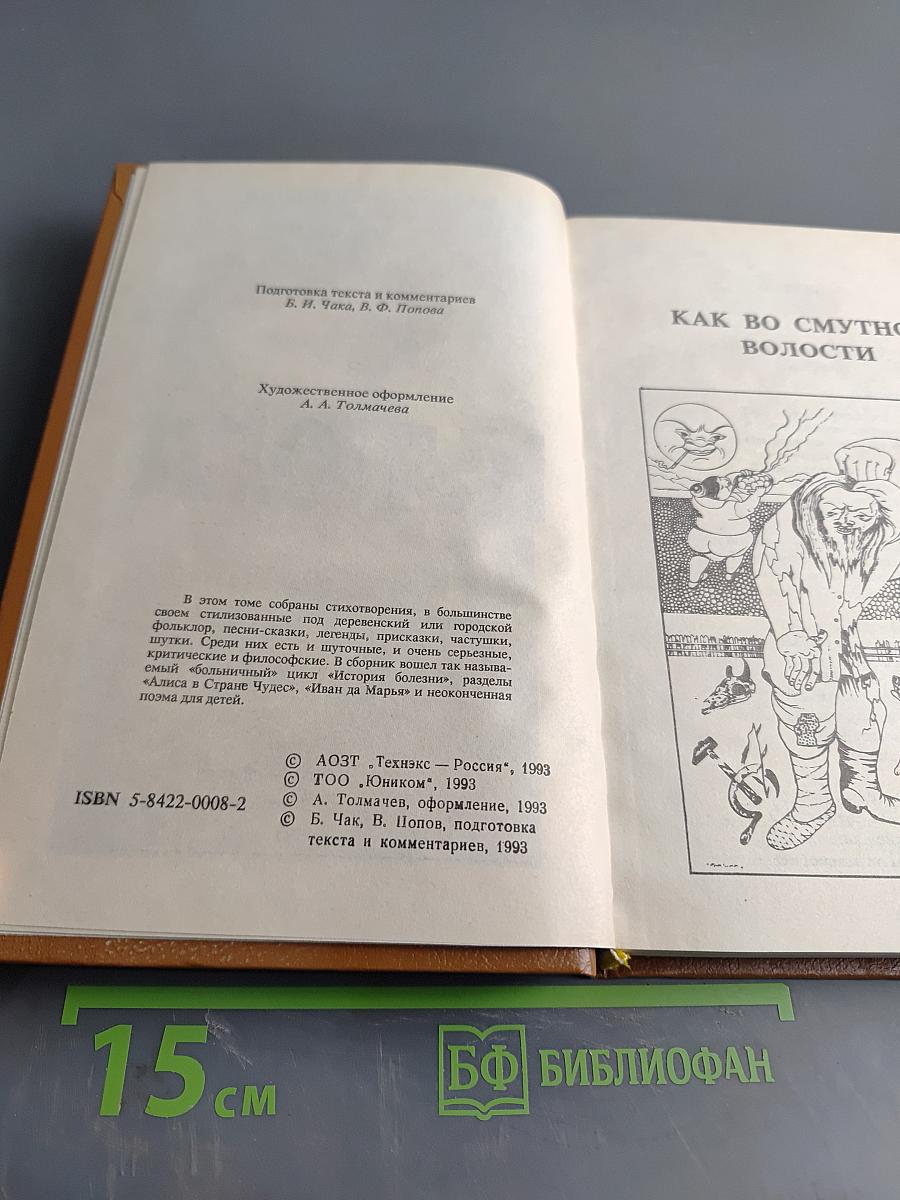 Подготовка текста и комментариев
Б. И. Чака, В. Ф. Попова
Художественное оформление
А. А. Толмачева
В этом томе собраны стихотворения, в большинстве
своем стилизованные под деревенский или городской
фольклор, песни-сказки, легенды, присказки, частушки,
шутки. Среди них есть и шуточные, и очень серьезные,
критические и философские. В сборник вошел так называ-
емый «больничный» цикл «История болезни», разделы
«Алиса в Стране Чудес», «Иван да Марья» и неоконченная
поэма для детей.
© АОЗТ „Технэкс — Россия“, 1993
© ТОО „Юником“, 1993
ISBN 5-8422-0008-2
© А. Толмачев, оформление, 1993
© Б. Чак, В. Попов, подготовка
текста и комментариев, 1993
КАК ВО СМУТНО
ВОЛОСТИ
15 см
БФ БИБЛИОФАН